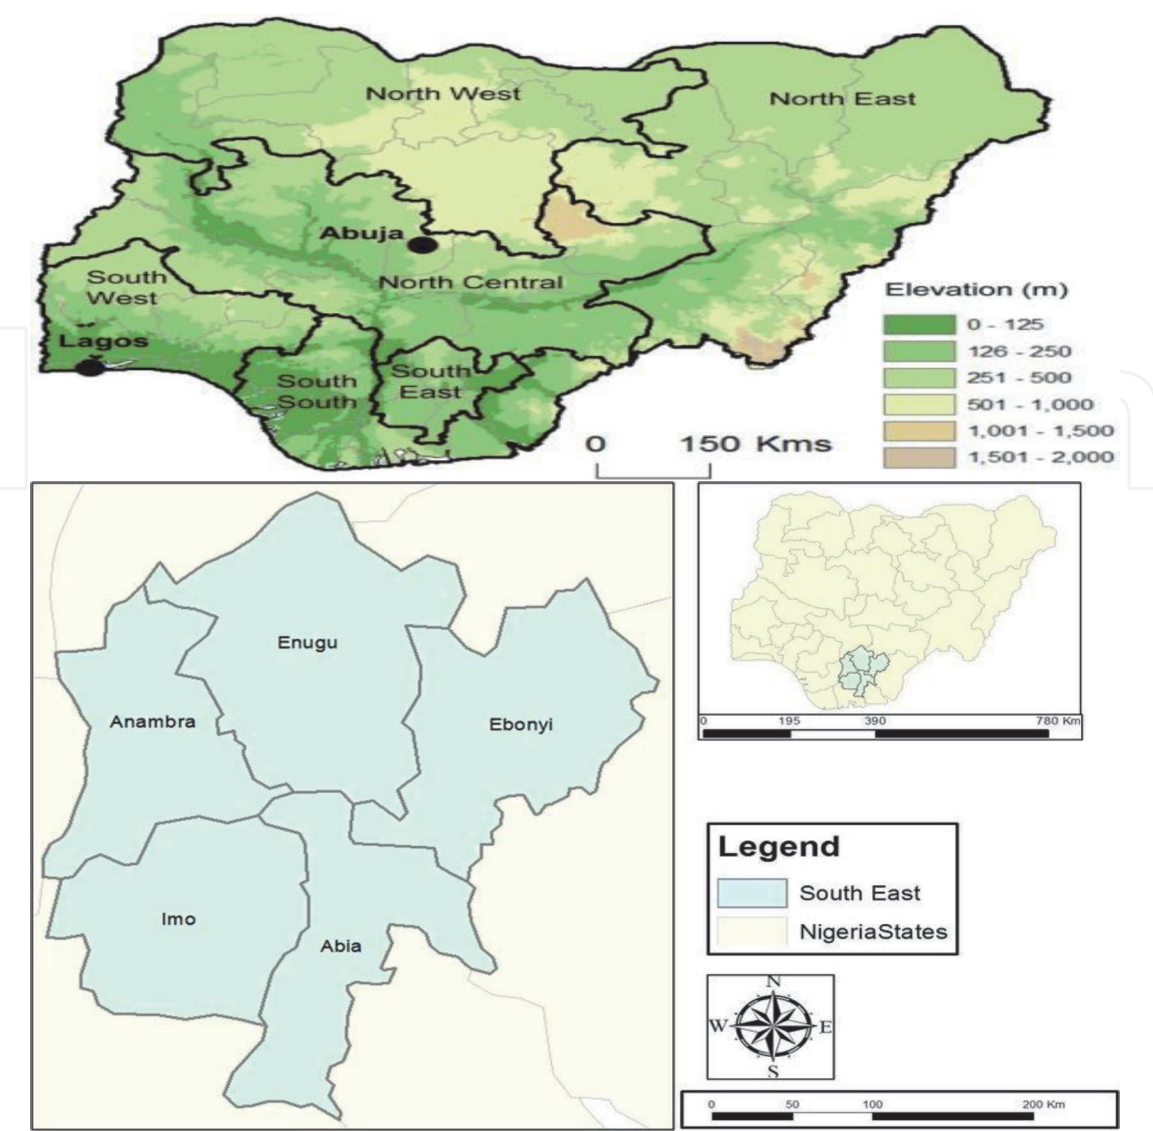 North West
North East
Abuja
North Central
South
West
Lagos
South
South
South
East
Elevation (m)
0 - 125
126 - 250
251 - 500
501 - 1,000
1,001 - 1,500
1,501 - 2,000
0 150 Kms
Enugu
Anambra
Ebonyi
Imo
Abia
0 195 390 780 Km
Legend
South East
NigeriaStates
N
W E
S
0 50 100 200 Km